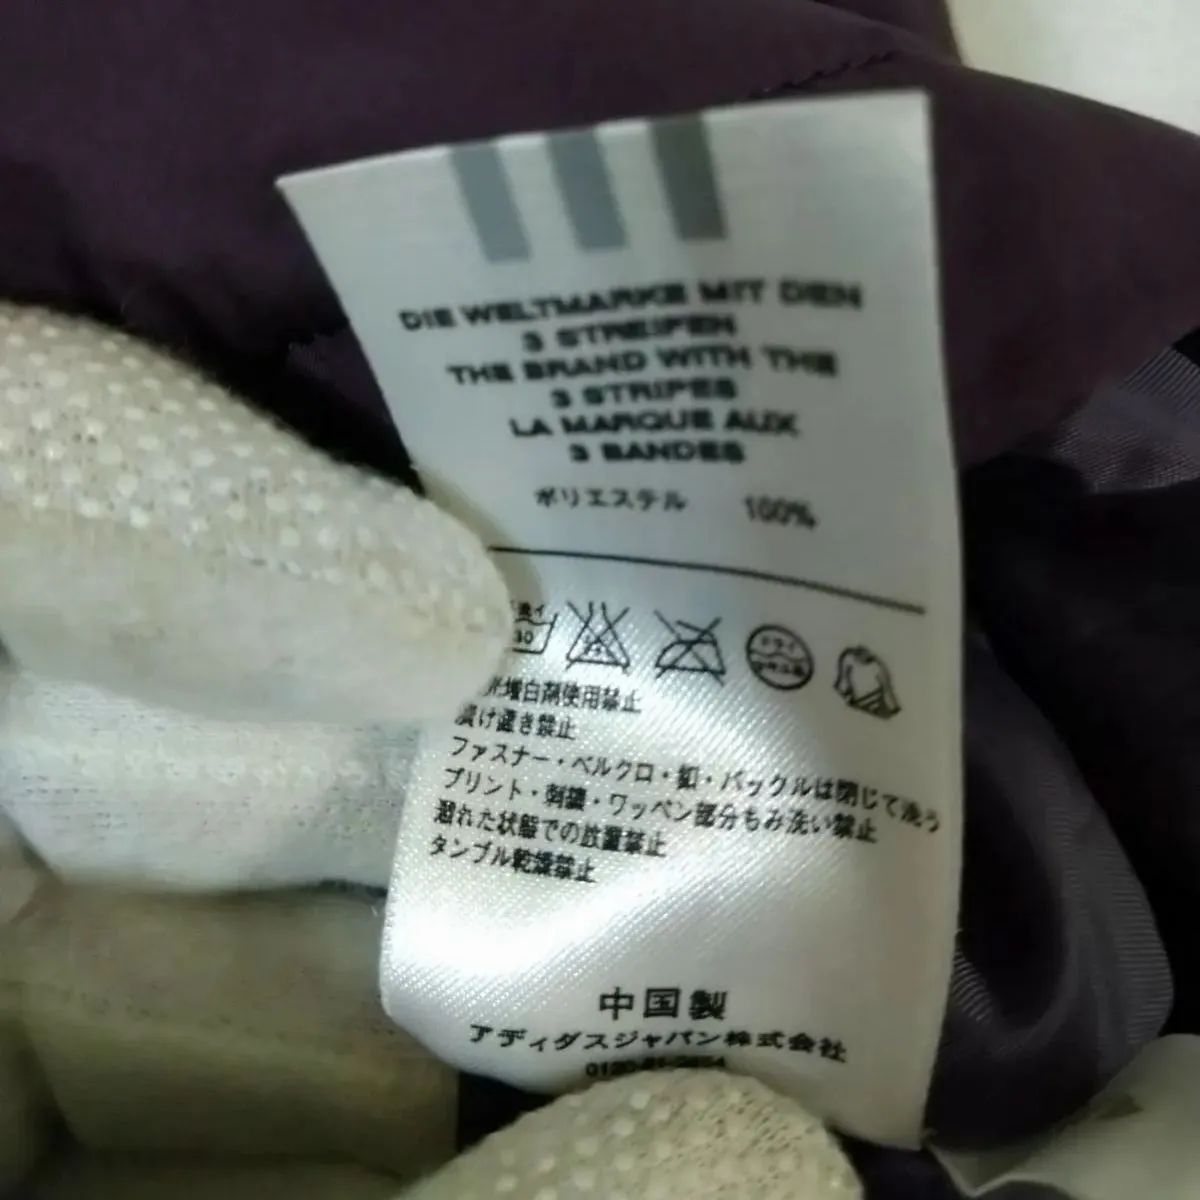 DIE WELTMARKE MIT DEN
3 STREIFEN
THE BRAND WITH THE
3 STRIPES
LA MARQUE AUX
3 BANDES
ポリエステル 100%
30
ドライ
増白剤使用禁止
け置き禁止
ファスナー・ベルクロ・釦・バックルは閉じて洗う
プリント・刺繍・ワッペン部分もみ洗い禁止
濡れた状態での放置禁止
タンブル乾燥禁止
中国製
アディダスジャパン株式会社